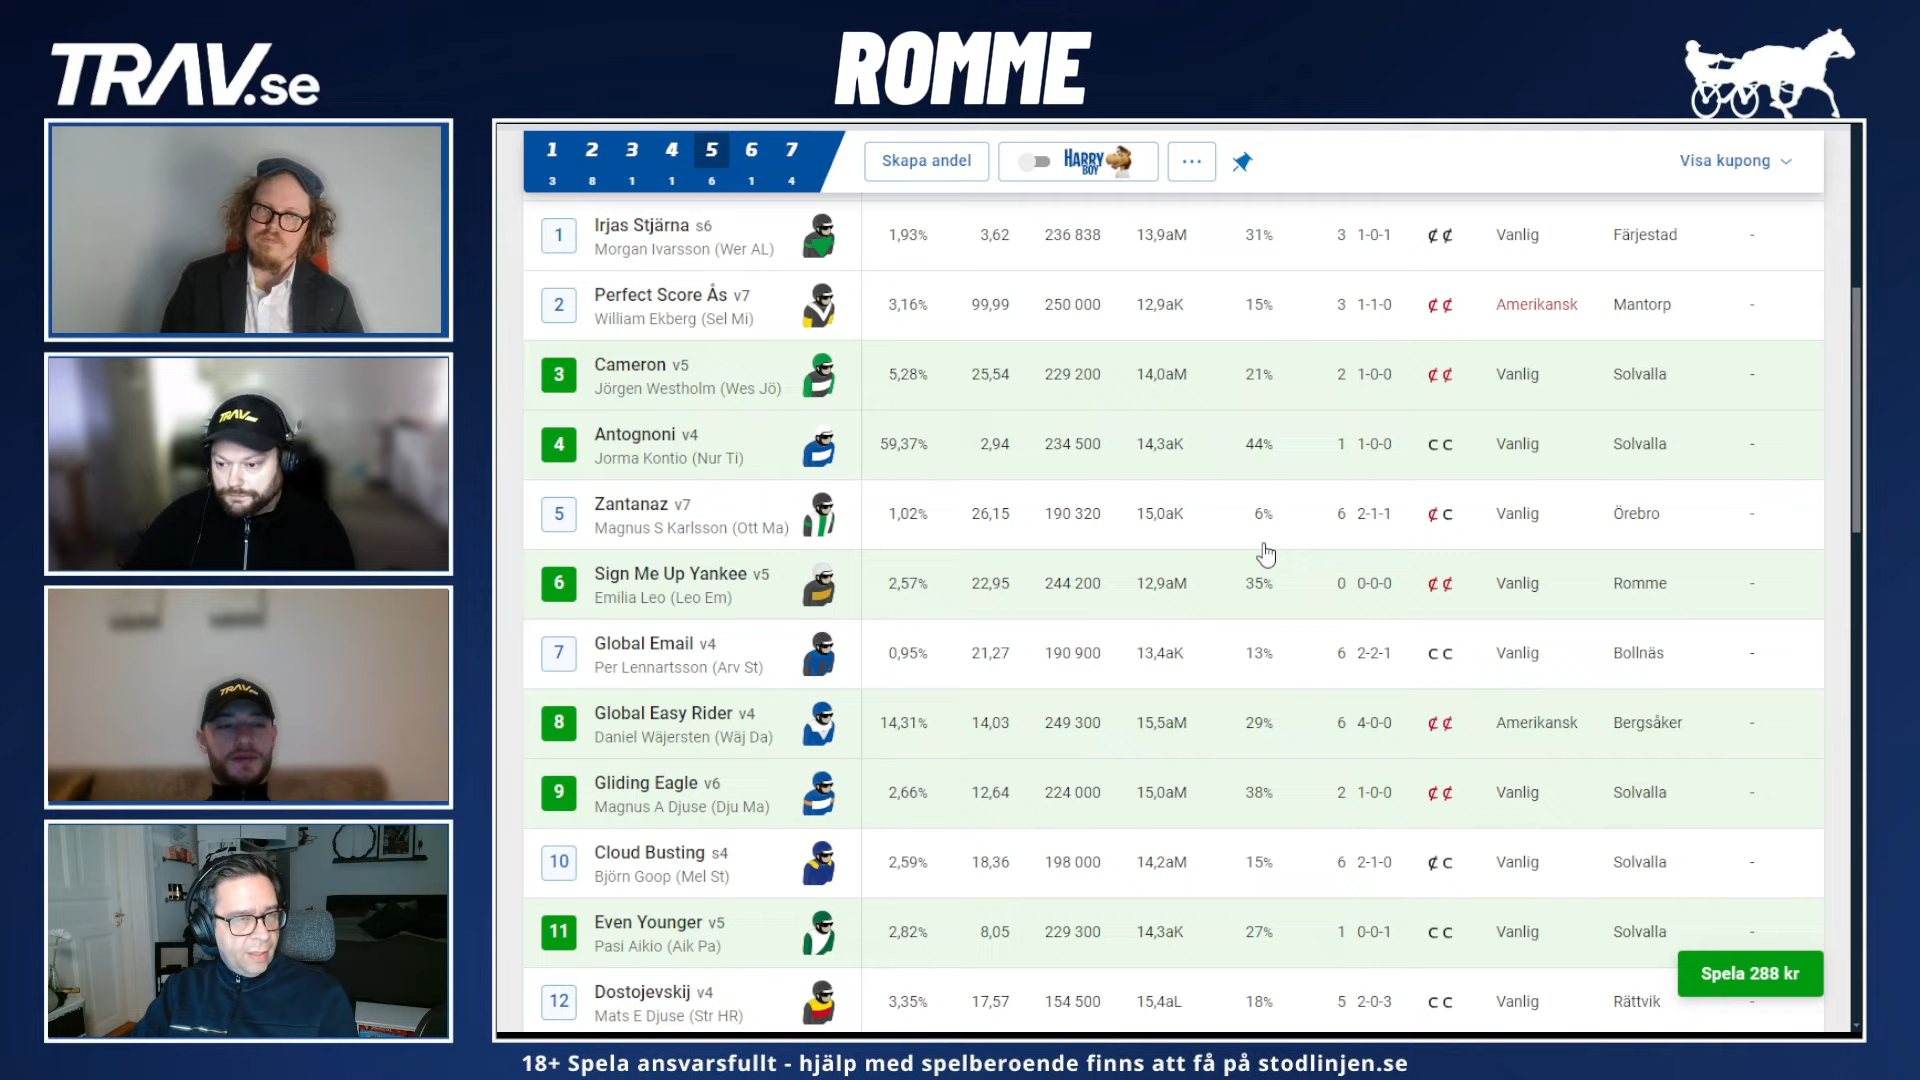 TRAV.se
ROMME
1 2 3 4 5 6 7
3 8 1 1 6 1 4
Skapa andel
HARRY BOY
...
Visa kupong
1 Irjas Stjärna s6 1,93% 3,62 236 838 13,9aM 31% 3 1-0-1 ₵ ₵ Vanlig Färjestad -
Morgan Ivarsson (Wer AL)
2 Perfect Score Ås v7 3,16% 99,99 250 000 12,9aK 15% 3 1-1-0 ₵ ₵ Amerikansk Mantorp -
William Ekberg (Sel Mi)
3 Cameron v5 5,28% 25,54 229 200 14,0aM 21% 2 1-0-0 ₵ ₵ Vanlig Solvalla -
Jörgen Westholm (Wes Jö)
4 Antognoni v4 59,37% 2,94 234 500 14,3aK 44% 1 1-0-0 C C Vanlig Solvalla -
Jorma Kontio (Nur Ti)
5 Zantanaz v7 1,02% 26,15 190 320 15,0aK 6% 6 2-1-1 ₵ C Vanlig Örebro -
Magnus S Karlsson (Ott Ma)
6 Sign Me Up Yankee v5 2,57% 22,95 244 200 12,9aM 35% 0 0-0-0 ₵ ₵ Vanlig Romme -
Emilia Leo (Leo Em)
7 Global Email v4 0,95% 21,27 190 900 13,4aK 13% 6 2-2-1 C C Vanlig Bollnäs -
Per Lennartsson (Arv St)
8 Global Easy Rider v4 14,31% 14,03 249 300 15,5aM 29% 6 4-0-0 ₵ ₵ Amerikansk Bergsåker -
Daniel Wäjersten (Wäj Da)
9 Gliding Eagle v6 2,66% 12,64 224 000 15,0aM 38% 2 1-0-0 ₵ ₵ Vanlig Solvalla -
Magnus A Djuse (Dju Ma)
10 Cloud Busting s4 2,59% 18,36 198 000 14,2aM 15% 6 2-1-0 ₵ C Vanlig Solvalla -
Björn Goop (Mel St)
11 Even Younger v5 2,82% 8,05 229 300 14,3aK 27% 1 0-0-1 C C Vanlig Solvalla -
Pasi Aikio (Aik Pa)
Spela 288 kr
12 Dostojevskij v4 3,35% 17,57 154 500 15,4aL 18% 5 2-0-3 C C Vanlig Rättvik -
Mats E Djuse (Str HR)
TRAV.se
TRAV.se
18+ Spela ansvarsfullt - hjälp med spelberoende finns att få på stodlinjen.se